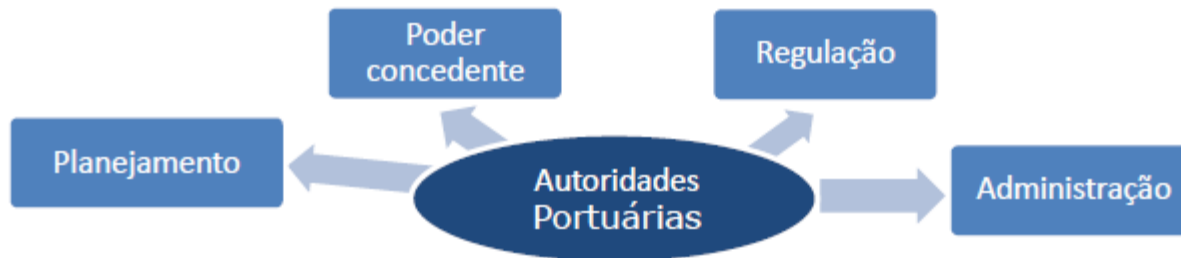 Poder
concedente
Regulação
Planejamento
Autoridades
Portuárias
Administração